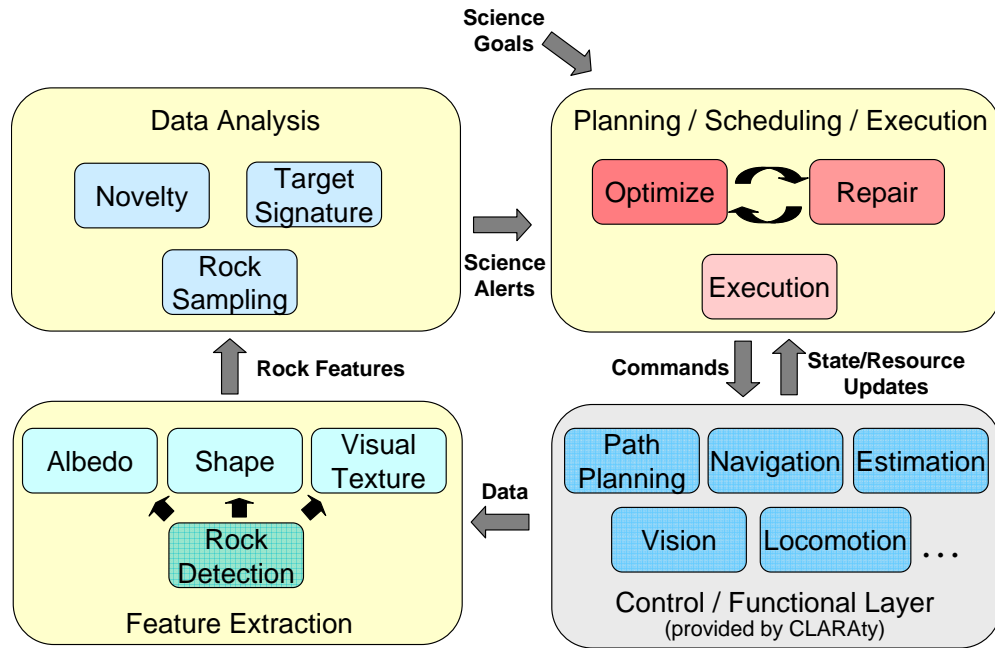 Science
Goals
Data Analysis
Novelty
Target
Signature
Rock
Sampling
Science
Alerts
Planning / Scheduling / Execution
Optimize
Repair
Execution
Rock Features
Commands
State/Resource
Updates
Albedo
Shape
Visual
Texture
Rock
Detection
Feature Extraction
Data
Path
Planning
Navigation
Estimation
Vision
Locomotion
...
Control / Functional Layer
(provided by CLARAty)